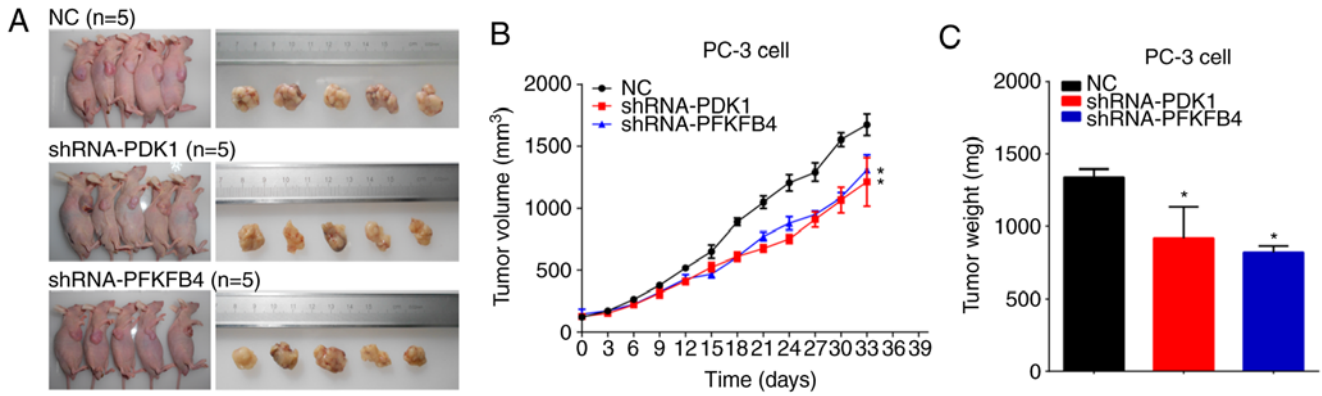 A
NC (n=5)
shRNA-PDK1 (n=5)
shRNA-PFKFB4 (n=5)
B
PC-3 cell
NC
shRNA-PDK1
shRNA-PFKFB4
Tumor volume (mm³)
2000
1500
1000
500
0
0 3 6 9 12 15 18 21 24 27 30 33 36 39
Time (days)
*
*
C
PC-3 cell
NC
shRNA-PDK1
shRNA-PFKFB4
Tumor weight (mg)
2000
1500
1000
500
0
*
*